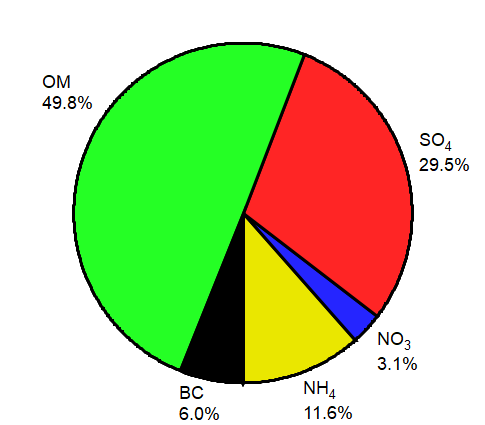 OM
49.8%
SO₄
29.5%
NO₃
3.1%
NH₄
11.6%
BC
6.0%